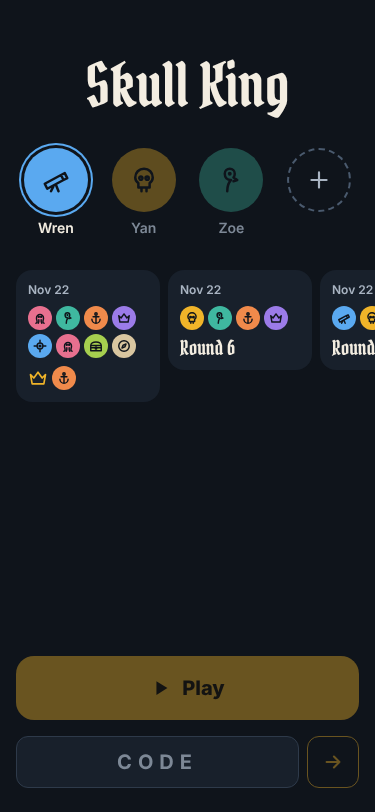 Skull King
Wren
Yan
Zoe
Nov 22
Nov 22
Round 6
Nov 22
Round
Play
CODE